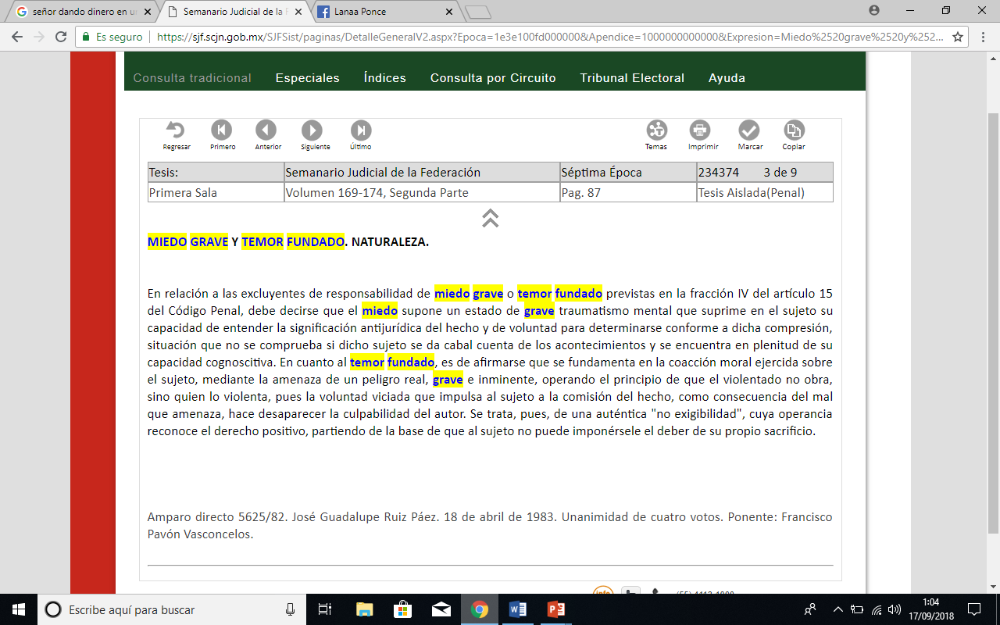 señor dando dinero en u
Semanario Judicial de la F
Lanaa Ponce
Es seguro
https://sjf.scjn.gob.mx/SJFSist/paginas/DetalleGeneralV2.aspx?Epoca=1e3e100fd000000&Apendice=1000000000000&Expresion=Miedo%2520grave%2520y%252...
Consulta tradicional Especiales Índices Consulta por Circuito Tribunal Electoral Ayuda
Regresar Primero Anterior Siguiente Último Temas Imprimir Marcar Copiar
Tesis: Semanario Judicial de la Federación Séptima Época 234374 3 de 9
Primera Sala Volumen 169-174, Segunda Parte Pag. 87 Tesis Aislada(Penal)
MIEDO GRAVE Y TEMOR FUNDADO. NATURALEZA.
En relación a las excluyentes de responsabilidad de miedo grave o temor fundado previstas en la fracción IV del artículo 15
del Código Penal, debe decirse que el miedo supone un estado de grave traumatismo mental que suprime en el sujeto su
capacidad de entender la significación antijurídica del hecho y de voluntad para determinarse conforme a dicha compresión,
situación que no se comprueba si dicho sujeto se da cabal cuenta de los acontecimientos y se encuentra en plenitud de su
capacidad cognoscitiva. En cuanto al temor fundado, es de afirmarse que se fundamenta en la coacción moral ejercida sobre
el sujeto, mediante la amenaza de un peligro real, grave e inminente, operando el principio de que el violentado no obra,
sino quien lo violenta, pues la voluntad viciada que impulsa al sujeto a la comisión del hecho, como consecuencia del mal
que amenaza, hace desaparecer la culpabilidad del autor. Se trata, pues, de una auténtica "no exigibilidad", cuya operancia
reconoce el derecho positivo, partiendo de la base de que al sujeto no puede imponérsele el deber de su propio sacrificio.
Amparo directo 5625/82. José Guadalupe Ruiz Páez. 18 de abril de 1983. Unanimidad de cuatro votos. Ponente: Francisco
Pavón Vasconcelos.
Escribe aquí para buscar
1:04
17/09/2018